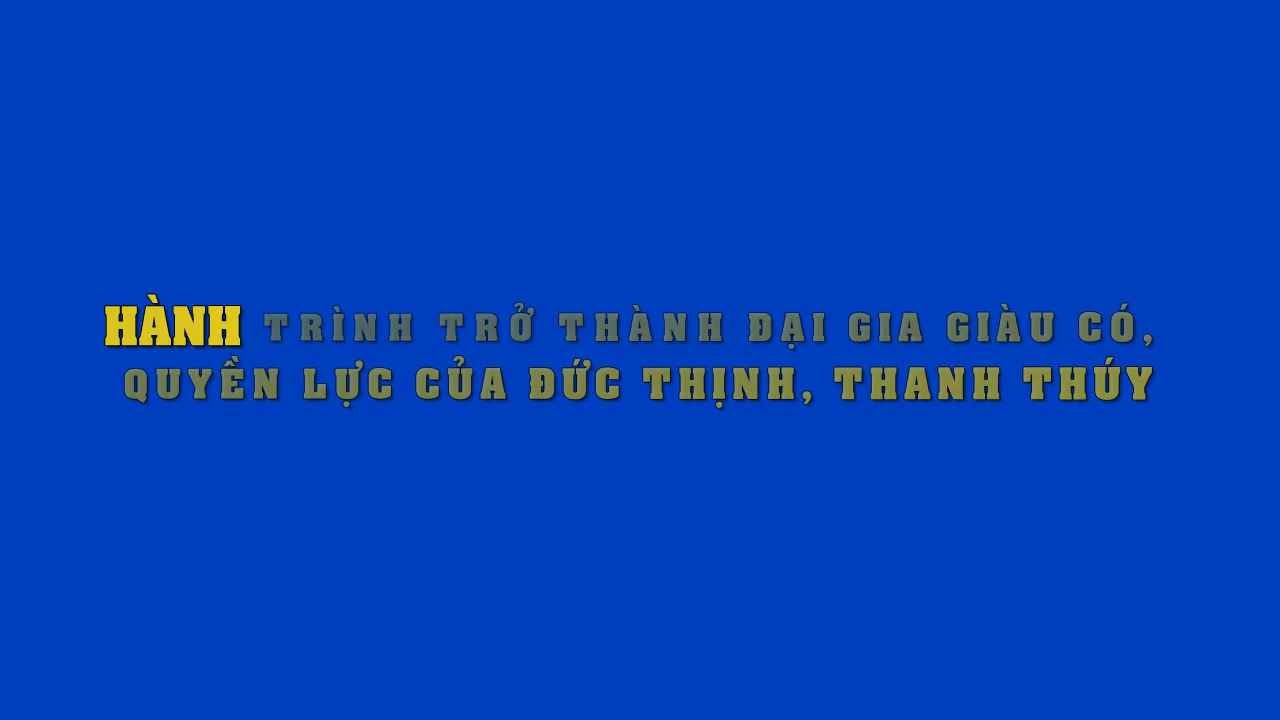 HÀNH TRÌNH TRỞ THÀNH ĐẠI GIA GIÀU CÓ,
QUYỀN LỰC CỦA ĐỨC THỊNH, THANH THÚY